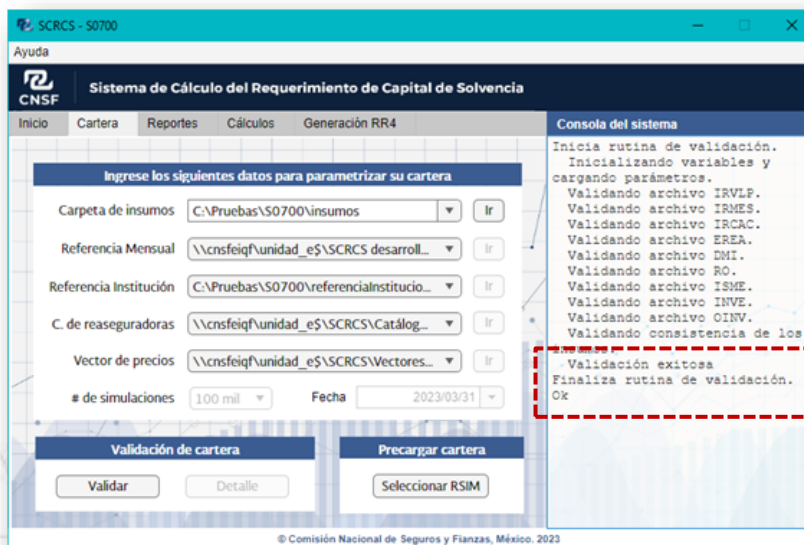 SCRCS - S0700
Ayuda
CNSF
Sistema de Cálculo del Requerimiento de Capital de Solvencia
Inicio Cartera Reportes Cálculos Generación RR4
Ingrese los siguientes datos para parametrizar su cartera
Carpeta de insumos C:\Pruebas\S0700\insumos Ir
Referencia Mensual \\cnsfeiqf\unidad_e$\SCRCS desarroll... Ir
Referencia Institución C:\Pruebas\S0700\referenciaInstitucio... Ir
C. de reaseguradoras \\cnsfeiqf\unidad_e$\SCRCS\Catálog... Ir
Vector de precios \\cnsfeiqf\unidad_e$\SCRCS\Vectores... Ir
# de simulaciones 100 mil Fecha 2023/03/31
Validación de cartera
Validar Detalle
Precargar cartera
Seleccionar RSIM
Consola del sistema
Inicia rutina de validación.
Inicializando variables y
cargando parámetros.
Validando archivo IRVLP.
Validando archivo IRMES.
Validando archivo IRCAC.
Validando archivo EREA.
Validando archivo DMI.
Validando archivo RO.
Validando archivo ISME.
Validando archivo INVE.
Validando archivo OINV.
Validando consistencia de los
insumos.
Validación exitosa
Finaliza rutina de validación.
Ok
© Comisión Nacional de Seguros y Fianzas, México. 2023